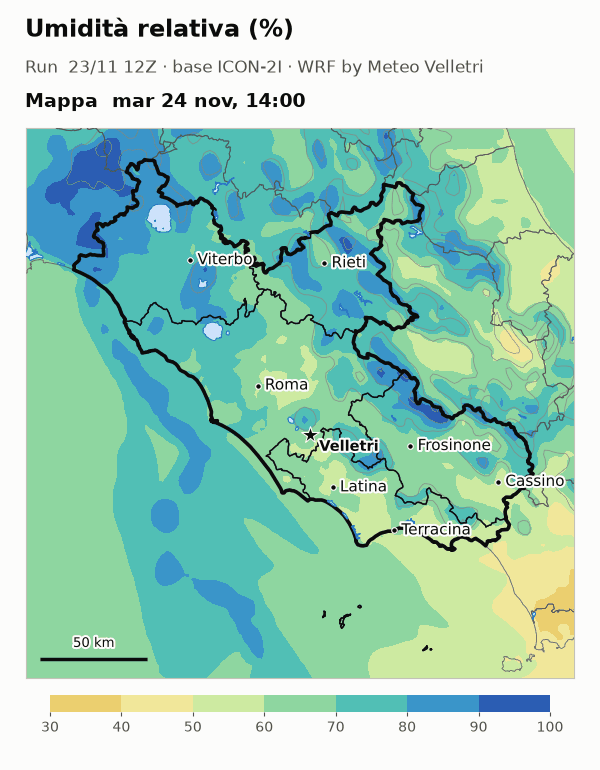 Umidità relativa (%)
Run  23/11 12Z · base ICON-2I · WRF by Meteo Velletri
Mappa  mar 24 nov, 14:00
Viterbo
Rieti
Roma
Velletri
Frosinone
Cassino
Latina
Terracina
50 km
30 40 50 60 70 80 90 100